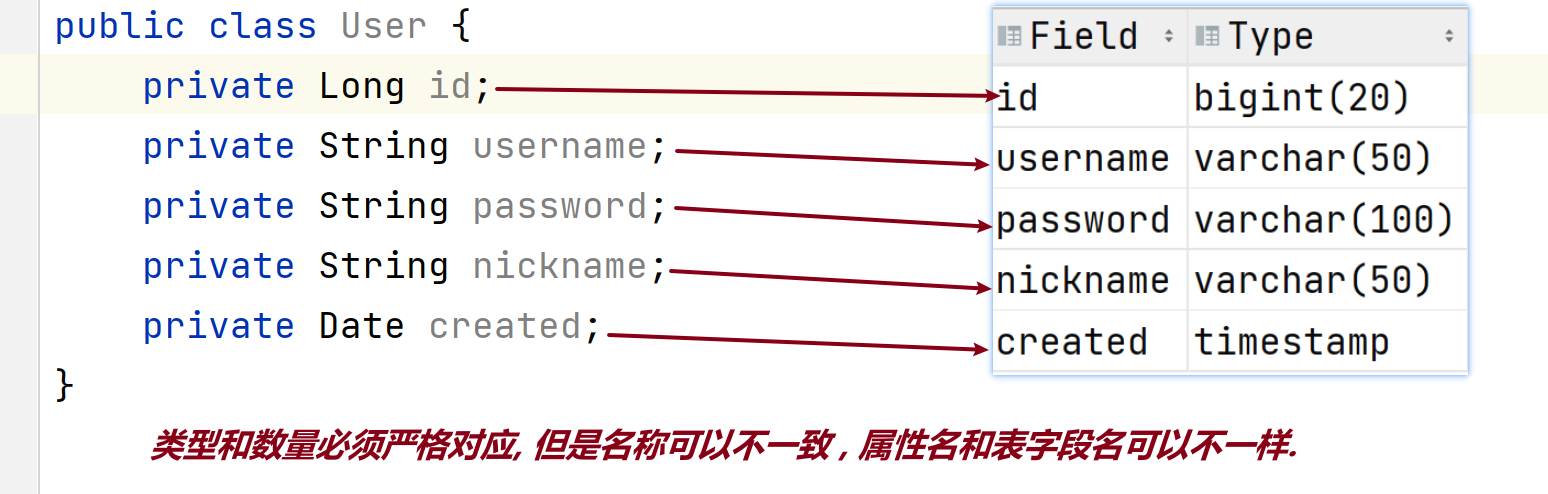 public class User {
private Long id;
private String username;
private String password;
private String nickname;
private Date created;
}
Field Type
id bigint(20)
username varchar(50)
password varchar(100)
nickname varchar(50)
created timestamp
类型和数量必须严格对应, 但是名称可以不一致 , 属性名和表字段名可以不一样.